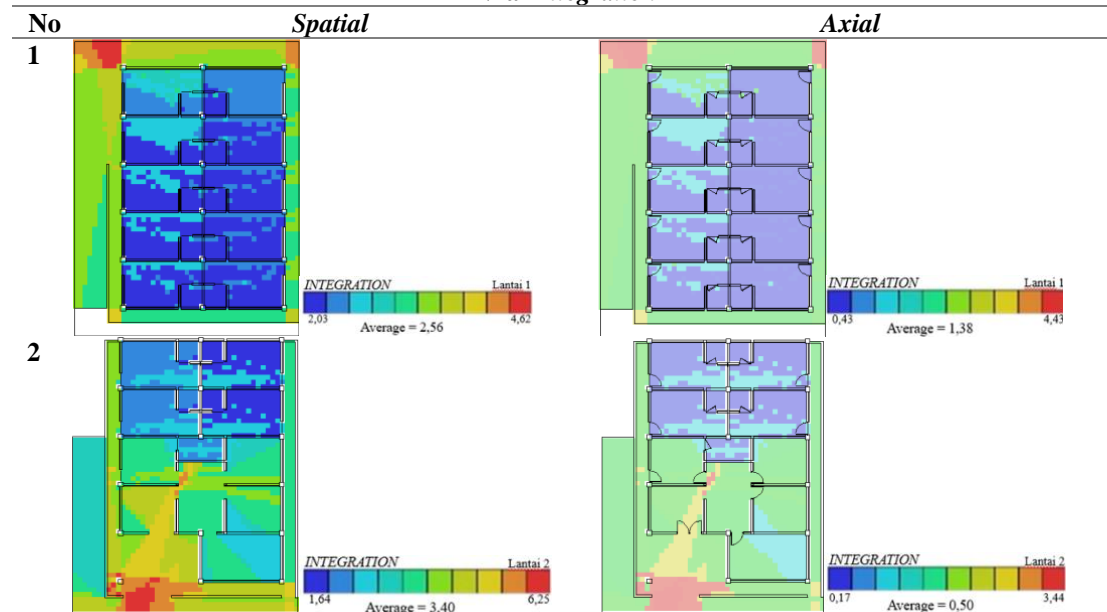 No Spatial Axial
1
INTEGRATION Lantai 1
2,03 4,62
Average = 2,56
INTEGRATION Lantai 1
0,43 4,43
Average = 1,38
2
INTEGRATION Lantai 2
1,64 6,25
Average = 3,40
INTEGRATION Lantai 2
0,17 3,44
Average = 0,50